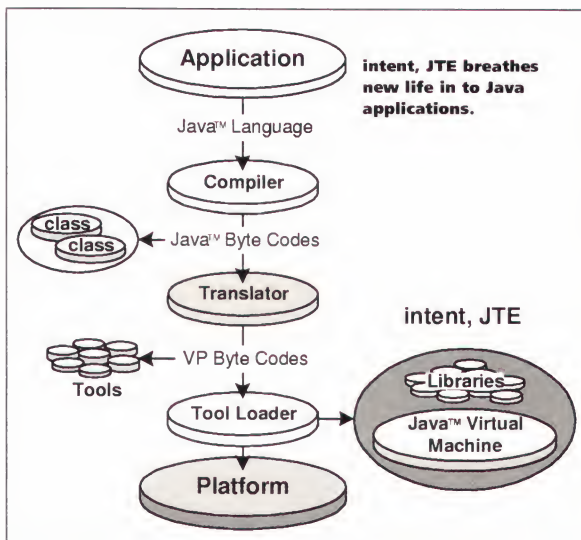 Application
intent, JTE breathes
new life in to Java
applications.
Java™ Language
Compiler
class
class
Java™ Byte Codes
Translator
intent, JTE
VP Byte Codes
Tools
Libraries
Tool Loader
Java™ Virtual
Machine
Platform